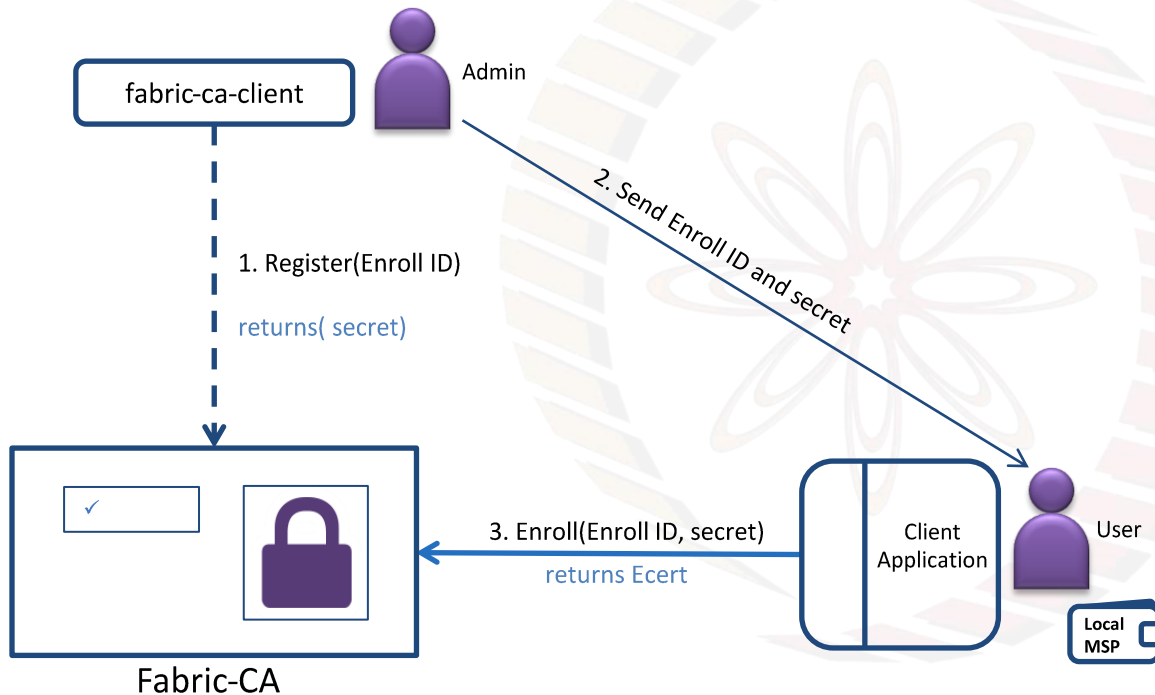 fabric-ca-client
Admin
2. Send Enroll ID and secret
1. Register(Enroll ID)
returns( secret)
3. Enroll(Enroll ID, secret)
returns Ecert
Client
Application
User
Local
MSP
Fabric-CA